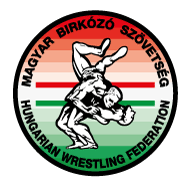 MAGYAR BIRKÓZÓ SZÖVETSÉG
HUNGARIAN WRESTLING FEDERATION